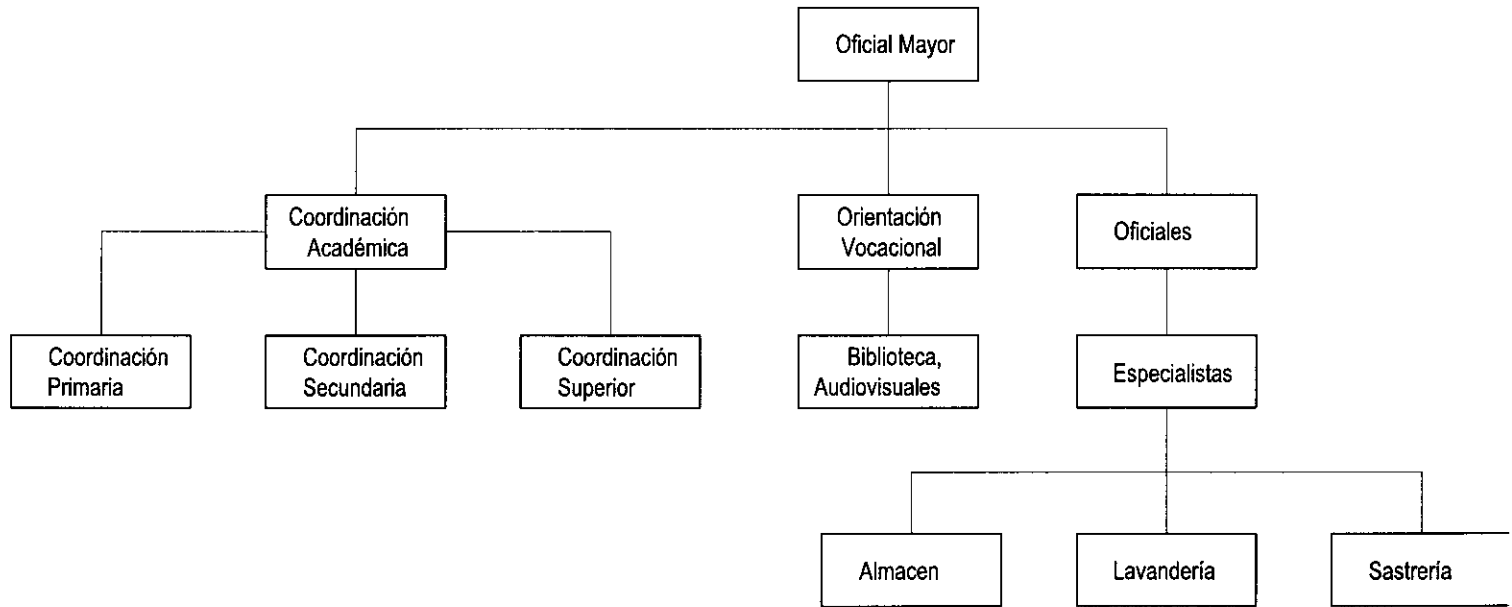 Oficial Mayor
Coordinación
Académica
Orientación
Vocacional
Oficiales
Coordinación
Primaria
Coordinación
Secundaria
Coordinación
Superior
Biblioteca,
Audiovisuales
Especialistas
Almacen
Lavandería
Sastrería